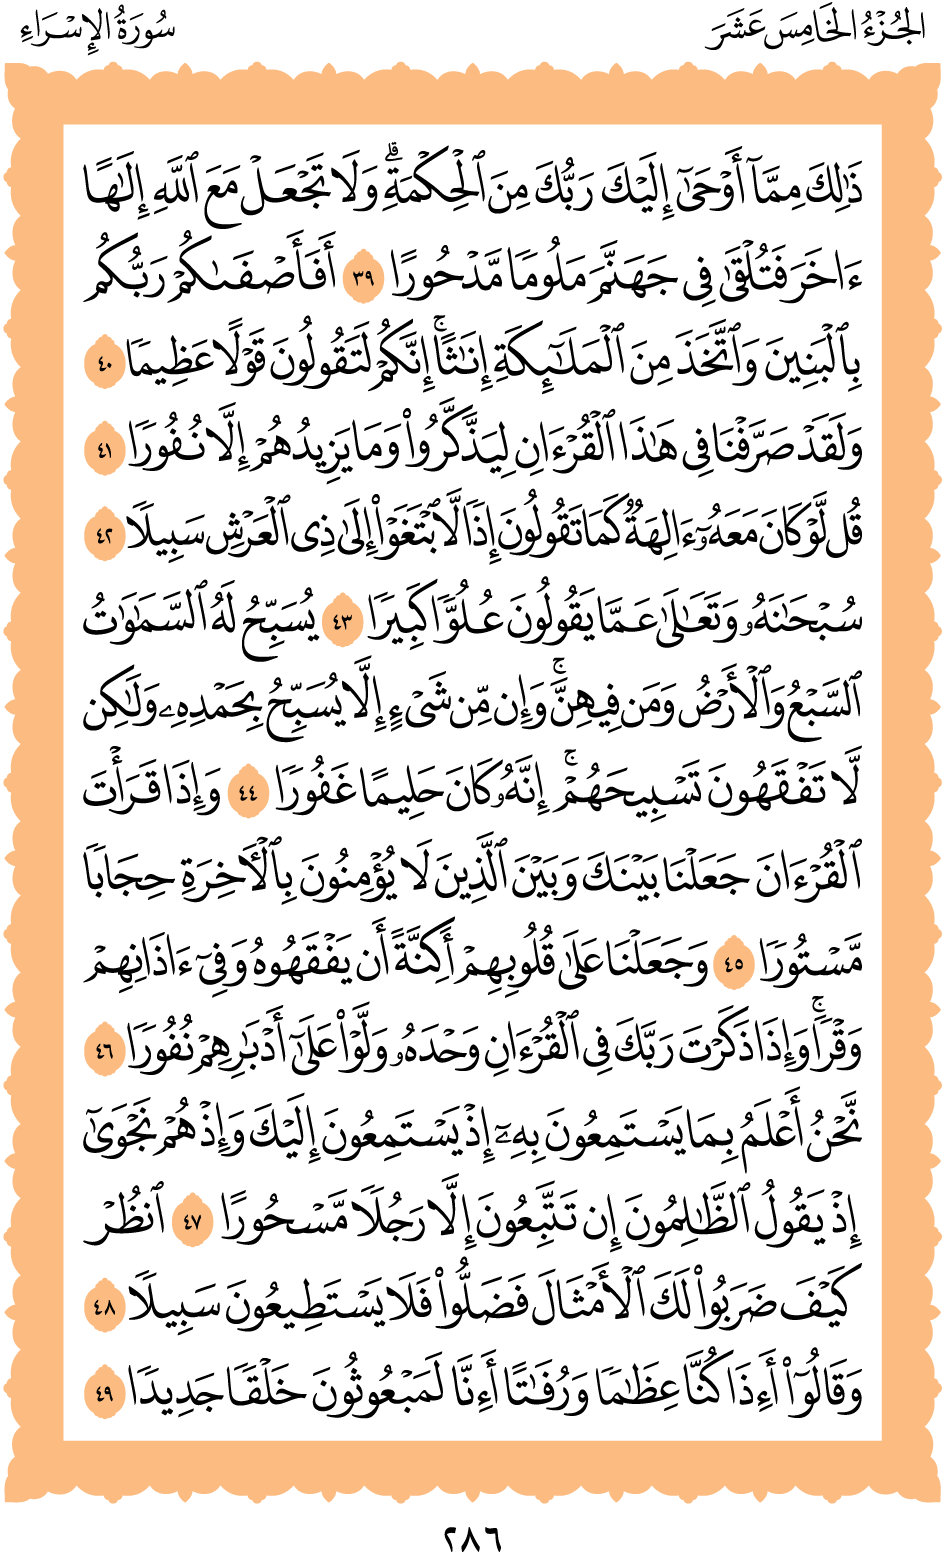 الجُزْءُ الخَامِسَ عَشَرَ
سُورَةُ الإِسْرَاءِ
ذَٰلِكَ مِمَّآ أَوْحَىٰٓ إِلَيْكَ رَبُّكَ مِنَ ٱلْحِكْمَةِۗ وَلَا تَجْعَلْ مَعَ ٱللَّهِ إِلَٰهًا
ءَاخَرَ فَتُلْقَىٰ فِى جَهَنَّمَ مَلُومًا مَّدْحُورًا ٣٩ أَفَأَصْفَىٰكُمْ رَبُّكُم
بِٱلْبَنِينَ وَٱتَّخَذَ مِنَ ٱلْمَلَٰٓئِكَةِ إِنَٰثًاۚ إِنَّكُمْ لَتَقُولُونَ قَوْلًا عَظِيمًا ٤٠
وَلَقَدْ صَرَّفْنَا فِى هَٰذَا ٱلْقُرْءَانِ لِيَذَّكَّرُوا۟ وَمَا يَزِيدُهُمْ إِلَّا نُفُورًا ٤١
قُل لَّوْ كَانَ مَعَهُۥٓ ءَالِهَةٌ كَمَا تَقُولُونَ إِذًا لَّٱبْتَغَوْا۟ إِلَىٰ ذِى ٱلْعَرْشِ سَبِيلًا ٤٢
سُبْحَٰنَهُۥ وَتَعَٰلَىٰ عَمَّا يَقُولُونَ عُلُوًّا كَبِيرًا ٤٣ يُسَبِّحُ لَهُ ٱلسَّمَٰوَٰتُ
ٱلسَّبْعُ وَٱلْأَرْضُ وَمَن فِيهِنَّۚ وَإِن مِّن شَىْءٍ إِلَّا يُسَبِّحُ بِحَمْدِهِۦ وَلَٰكِن
لَّا تَفْقَهُونَ تَسْبِيحَهُمْۚ إِنَّهُۥ كَانَ حَلِيمًا غَفُورًا ٤٤ وَإِذَا قَرَأْتَ
ٱلْقُرْءَانَ جَعَلْنَا بَيْنَكَ وَبَيْنَ ٱلَّذِينَ لَا يُؤْمِنُونَ بِٱلْءَاخِرَةِ حِجَابًا
مَّسْتُورًا ٤٥ وَجَعَلْنَا عَلَىٰ قُلُوبِهِمْ أَكِنَّةً أَن يَفْقَهُوهُ وَفِىٓ ءَاذَانِهِمْ
وَقْرًاۚ وَإِذَا ذَكَرْتَ رَبَّكَ فِى ٱلْقُرْءَانِ وَحْدَهُۥ وَلَّوْا۟ عَلَىٰٓ أَدْبَٰرِهِمْ نُفُورًا ٤٦
نَّحْنُ أَعْلَمُ بِمَا يَسْتَمِعُونَ بِهِۦٓ إِذْ يَسْتَمِعُونَ إِلَيْكَ وَإِذْ هُمْ نَجْوَىٰٓ
إِذْ يَقُولُ ٱلظَّٰلِمُونَ إِن تَتَّبِعُونَ إِلَّا رَجُلًا مَّسْحُورًا ٤٧ ٱنظُرْ
كَيْفَ ضَرَبُوا۟ لَكَ ٱلْأَمْثَالَ فَضَلُّوا۟ فَلَا يَسْتَطِيعُونَ سَبِيلًا ٤٨
وَقَالُوٓا۟ أَءِذَا كُنَّا عِظَٰمًا وَرُفَٰتًا أَءِنَّا لَمَبْعُوثُونَ خَلْقًا جَدِيدًا ٤٩
٢٨٦